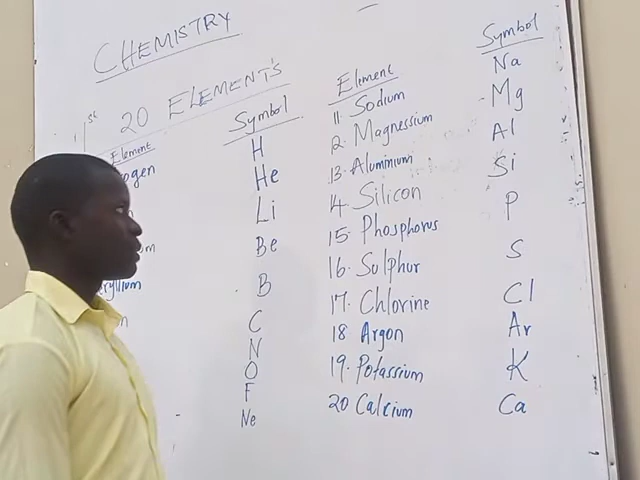 CHEMISTRY
1st 20 ELEMENT'S
Element Symbol
H
He
Li
Be
B
C
N
O
F
Ne
Element Symbol
11 Sodium Na
12. Magnessium Mg
13. Aluminium Al
14. Silicon Si
15. Phosphorus P
16. Sulphur S
17. Chlorine Cl
18 Argon Ar
19. Potassium K
20 Calcium Ca